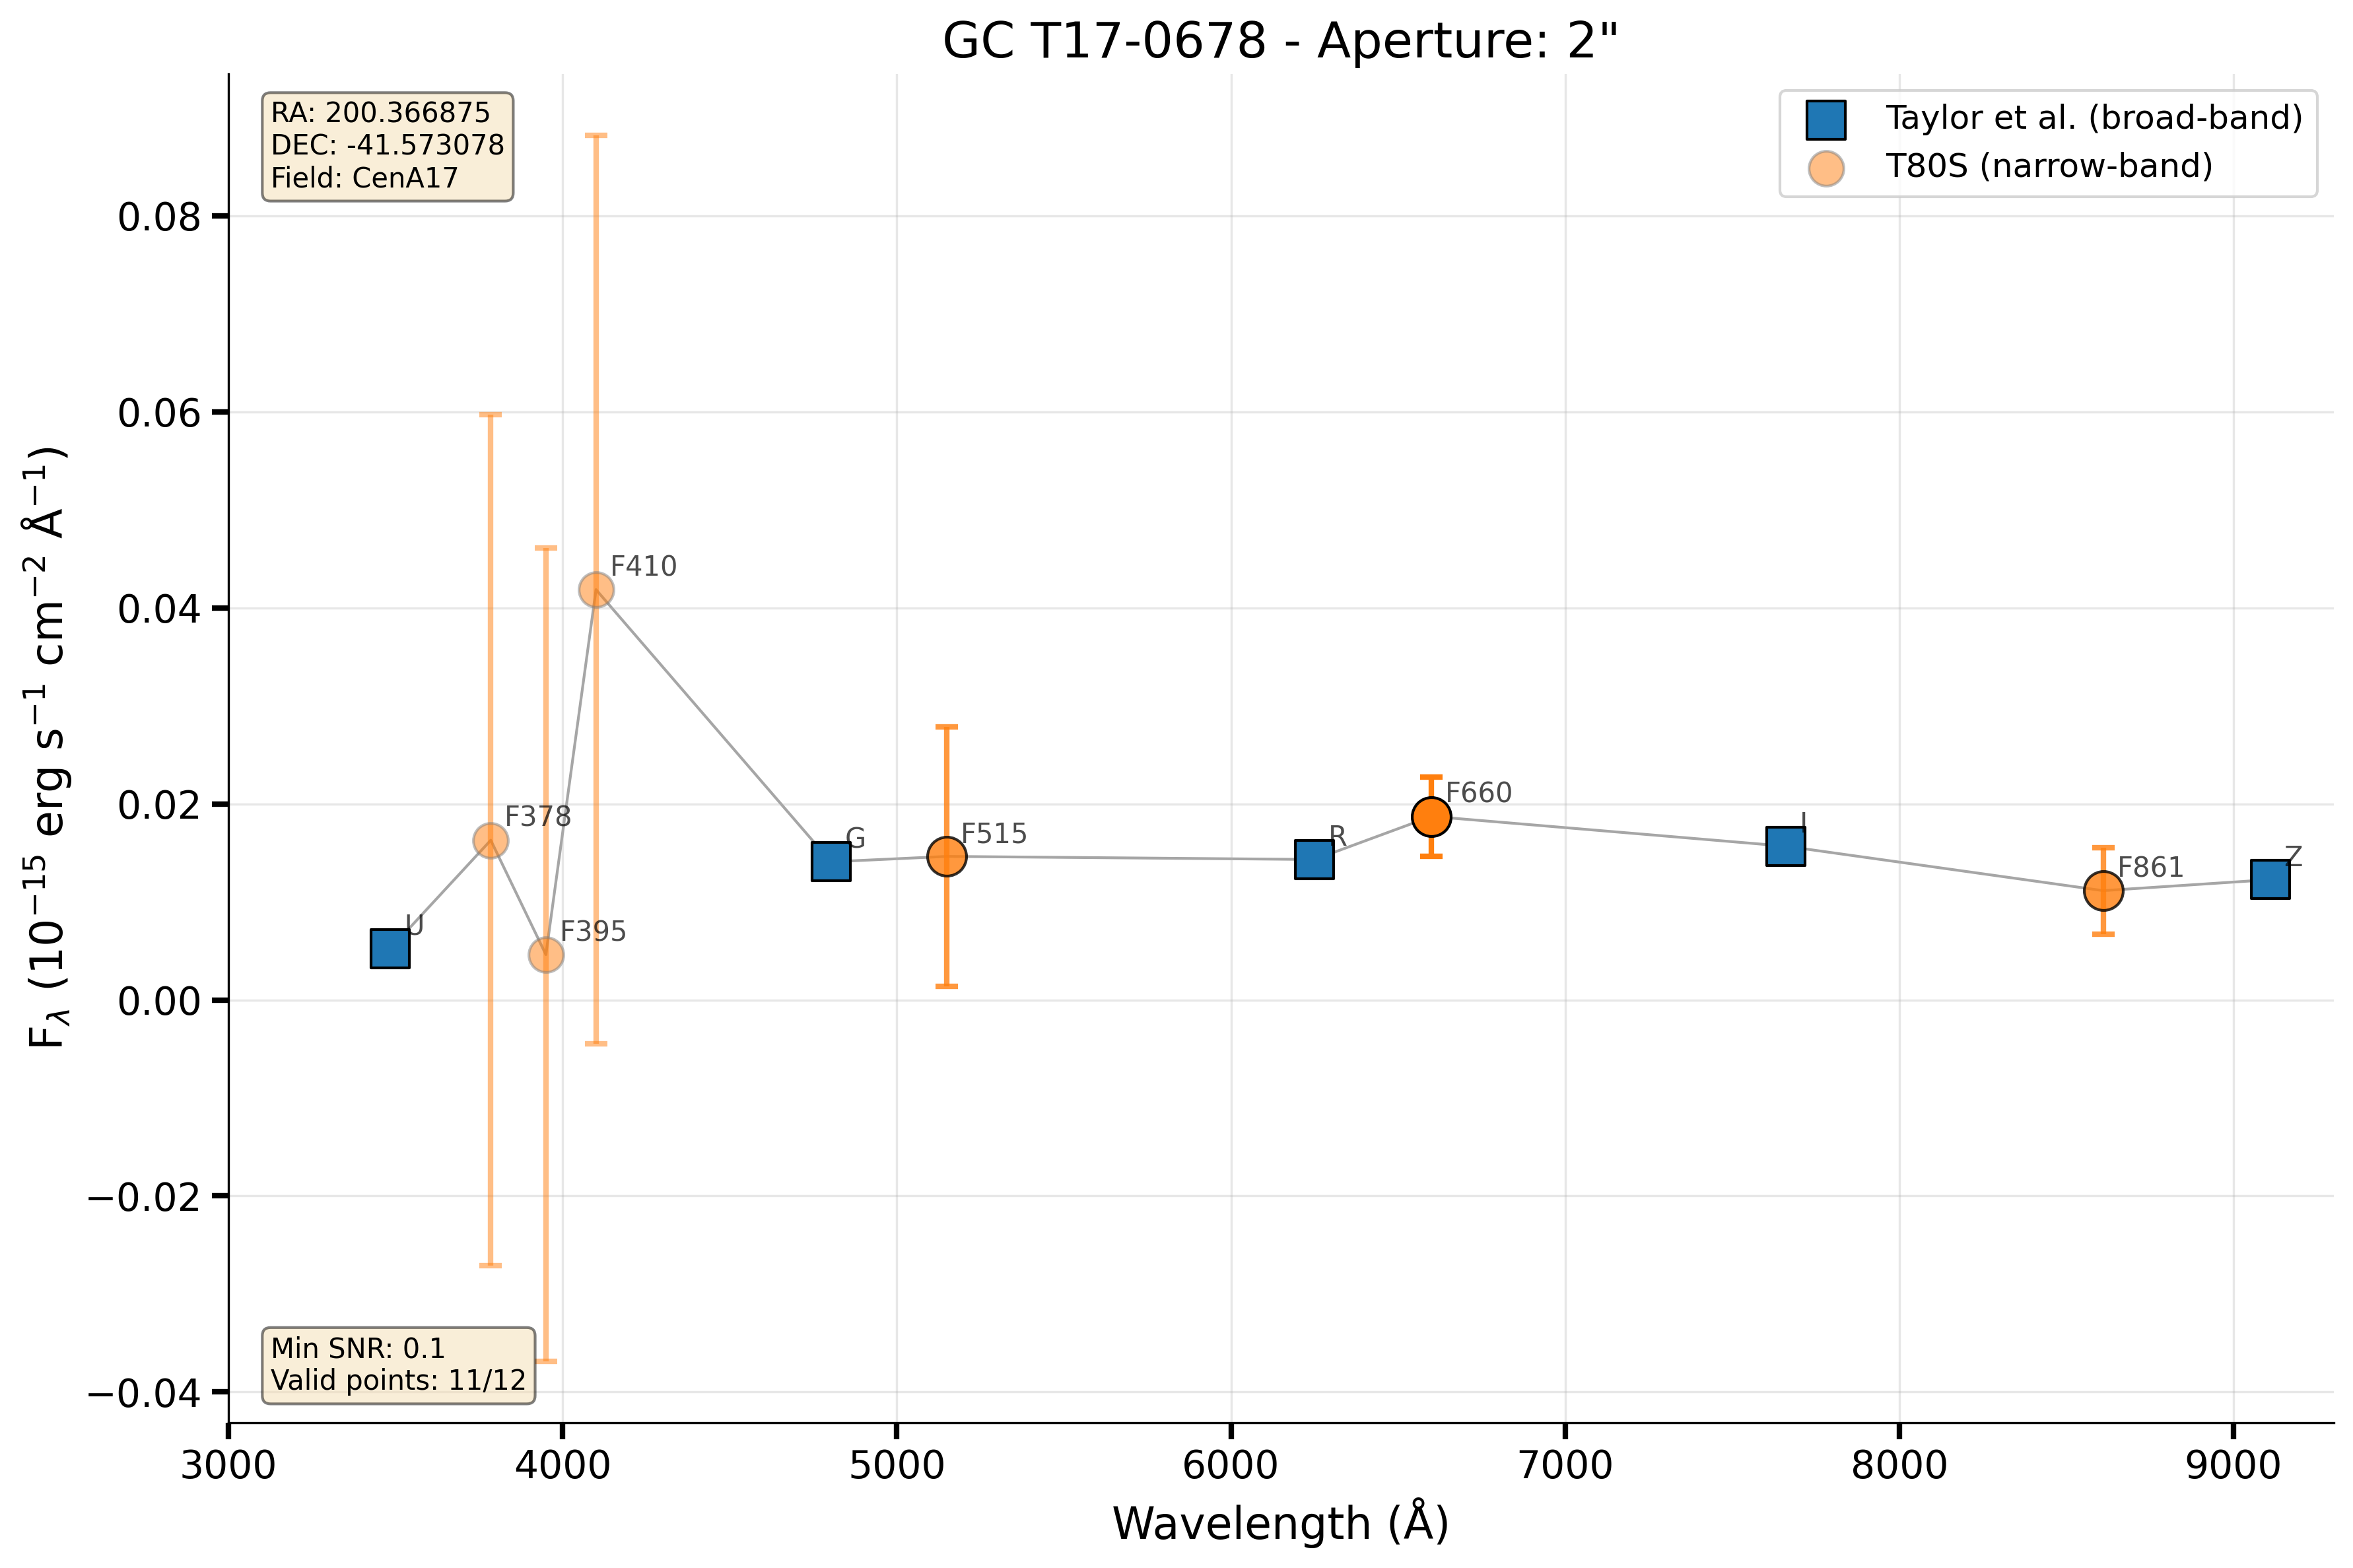 GC T17-0678 - Aperture: 2"
RA: 200.366875
DEC: -41.573078
Field: CenA17
Taylor et al. (broad-band)
T80S (narrow-band)
0.08
0.06
0.04
0.02
0.00
−0.02
−0.04
F_λ (10⁻¹⁵ erg s⁻¹ cm⁻² Å⁻¹)
U
F378
F395
F410
G
F515
R
F660
I
F861
Z
Min SNR: 0.1
Valid points: 11/12
3000 4000 5000 6000 7000 8000 9000
Wavelength (Å)